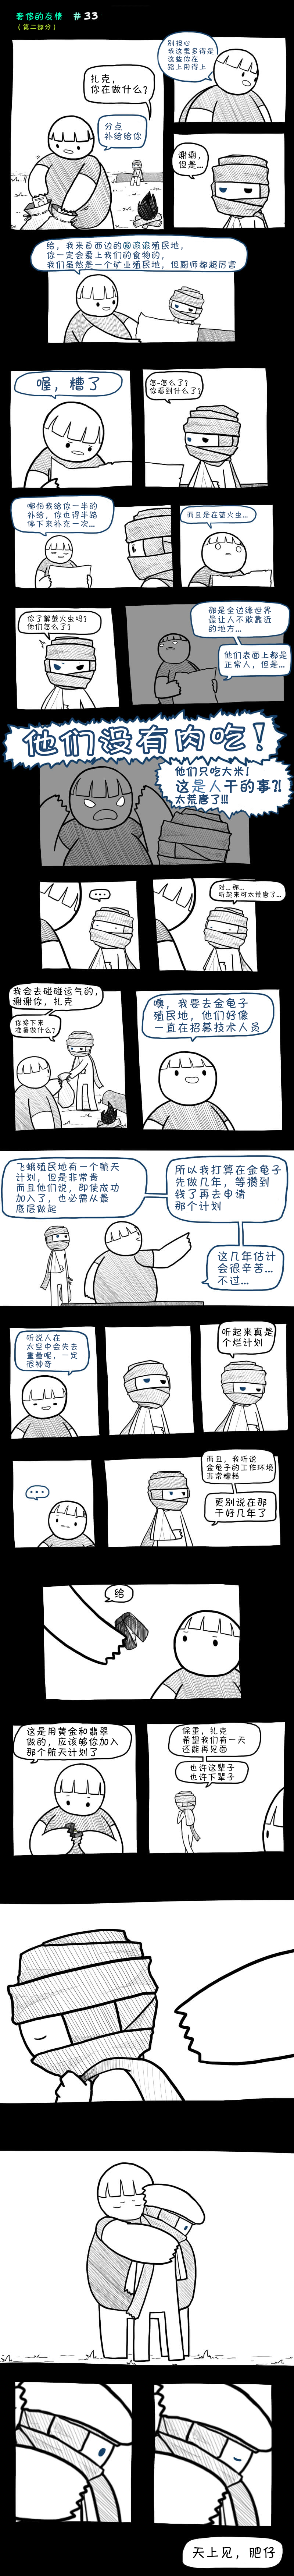 奢侈的友情 #33
(第二部分)
扎克，
你在做什么?
分点
补给给你
别担心
我这里多得是
这些你在
路上用得上
谢谢，
但是…
给，我来自西边的圆滚滚殖民地，
你一定会爱上我们的食物的，
我们虽然是一个矿业殖民地，但厨师都超厉害
喔，糟了
怎-怎么了?
你看到什么了?
哪怕我给你一半的
补给，你也得半路
停下来补充一次…
而且是在萤火虫…
你了解萤火虫吗?
他们怎么了?
那是全边缘世界
最让人不敢靠近
的地方…
他们表面上都是
正常人，但是…
他们没有肉吃!
他们只吃大米!
这是人干的事?!
太荒唐了!!!
…
对…那…
听起来可太荒唐了…
我会去碰碰运气的，
谢谢你，扎克
你接下来
准备做什么?
噢，我要去金龟子
殖民地，他们好像
一直在招募技术人员
飞蛸殖民地有一个航天
计划，但是非常贵
而且他们说，即使成功
加入了，也必需从最
底层做起
所以我打算在金龟子
先做几年，等攒到
钱了再去申请
那个计划
这几年估计
会很辛苦…
不过…
听说人在
太空中会失去
重量呢，一定
很神奇
听起来真是
个烂计划
…
而且，我听说
金龟子的工作环境
非常糟糕
更别说在那
干好几年了
给
这是用黄金和翡翠
做的，应该够你加入
那个航天计划了
保重，扎克
希望我们有一天
还能再见面
也许这辈子
也许下辈子
天上见，肥仔